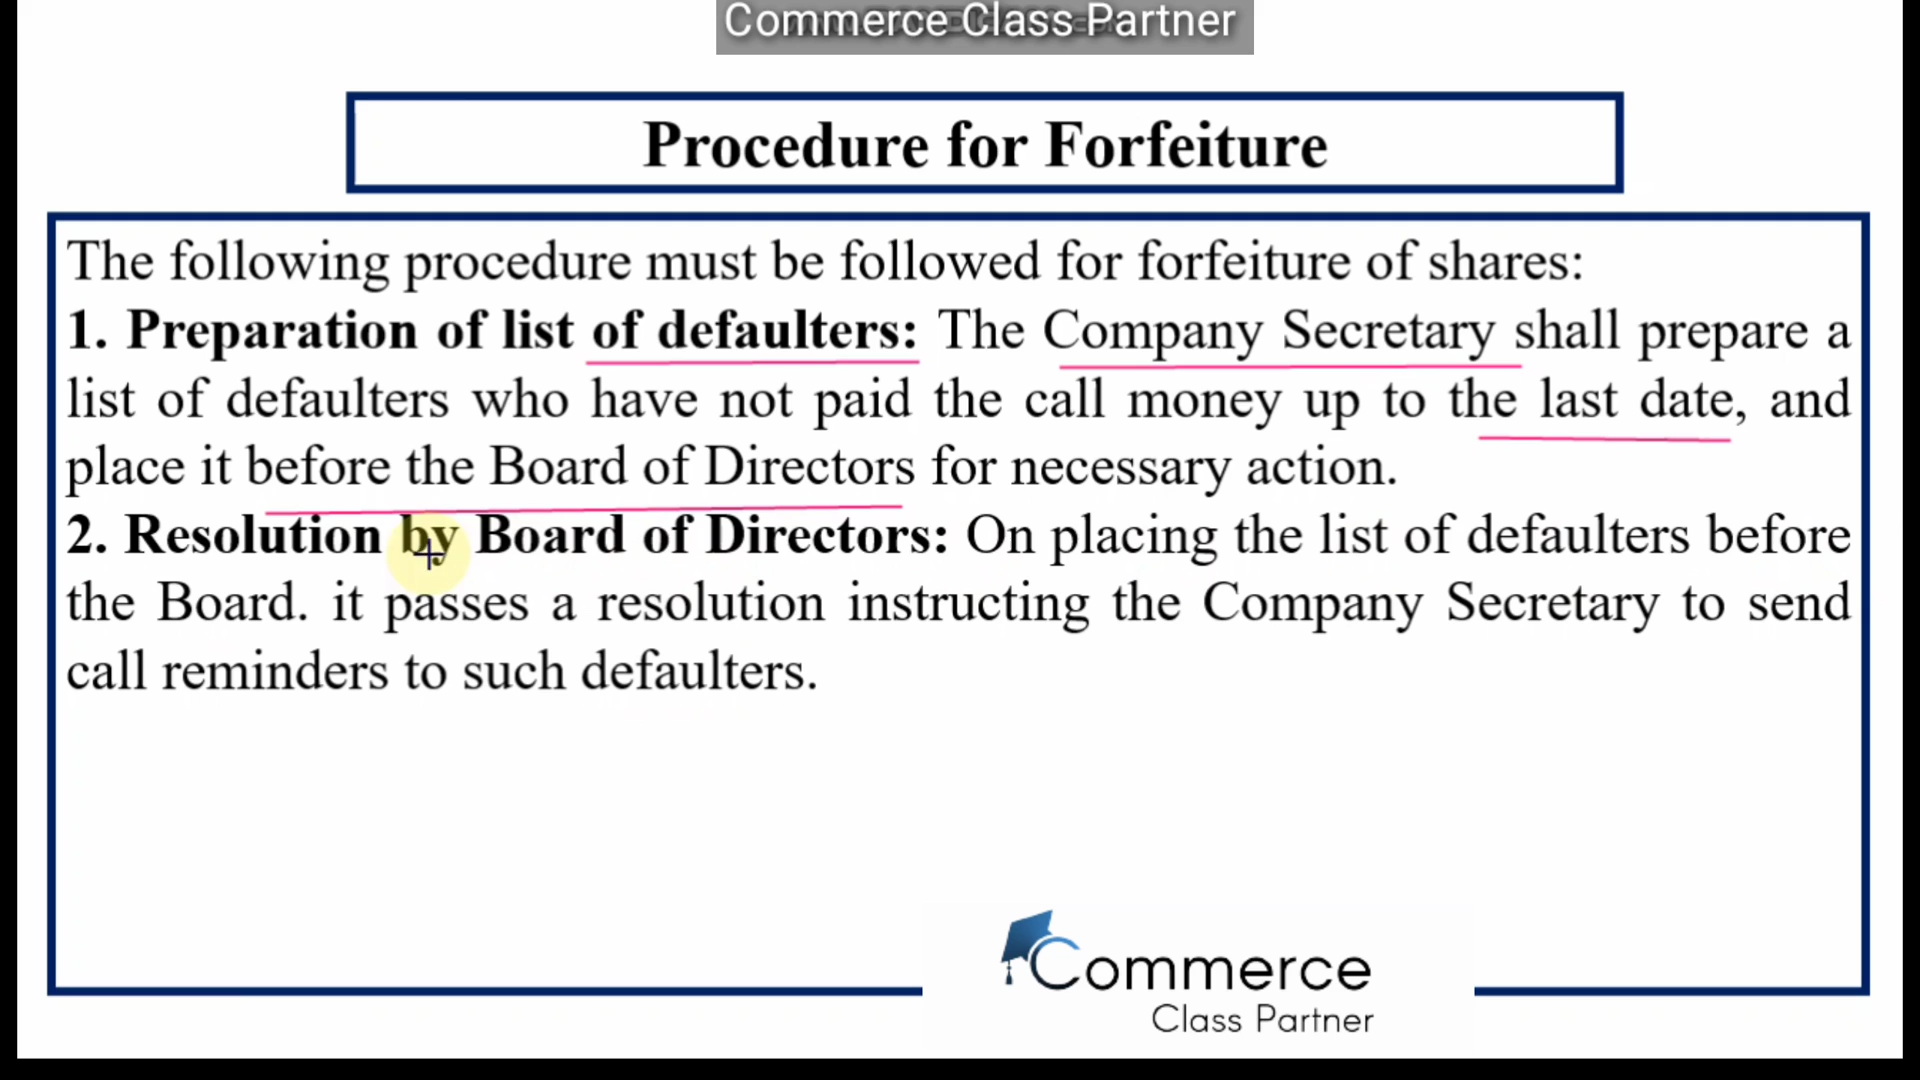 Commerce Class Partner
Procedure for Forfeiture
The following procedure must be followed for forfeiture of shares:
1. Preparation of list of defaulters: The Company Secretary shall prepare a
list of defaulters who have not paid the call money up to the last date, and
place it before the Board of Directors for necessary action.
2. Resolution by Board of Directors: On placing the list of defaulters before
the Board. it passes a resolution instructing the Company Secretary to send
call reminders to such defaulters.
Commerce
Class Partner